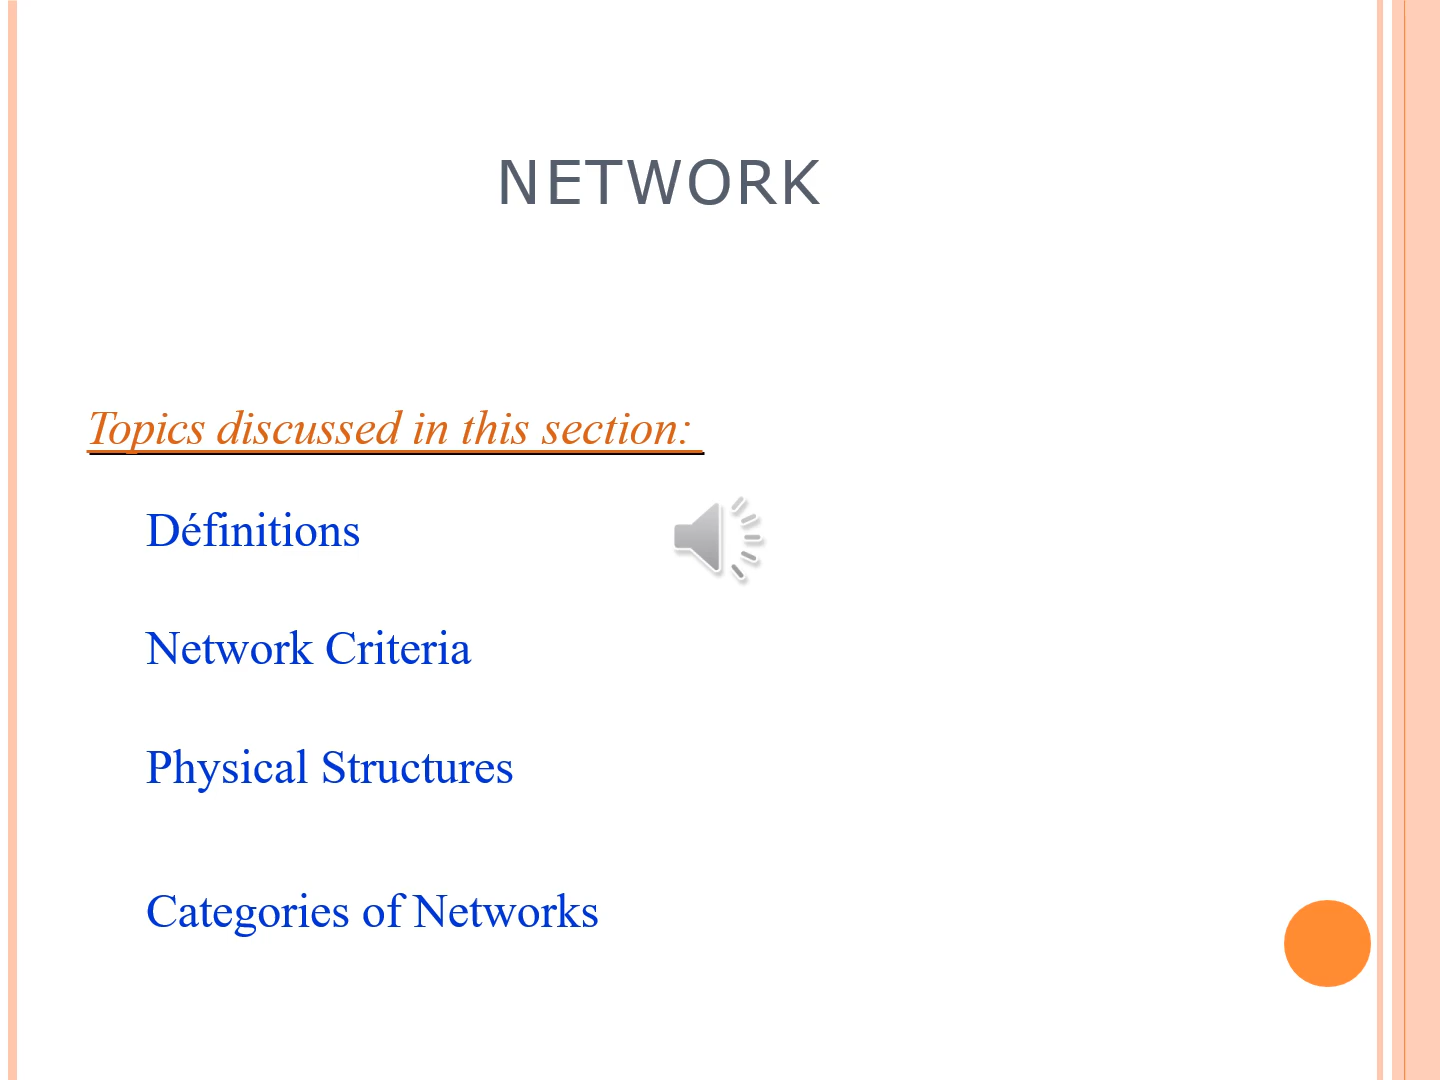 NETWORK
Topics discussed in this section:
Définitions
Network Criteria
Physical Structures
Categories of Networks